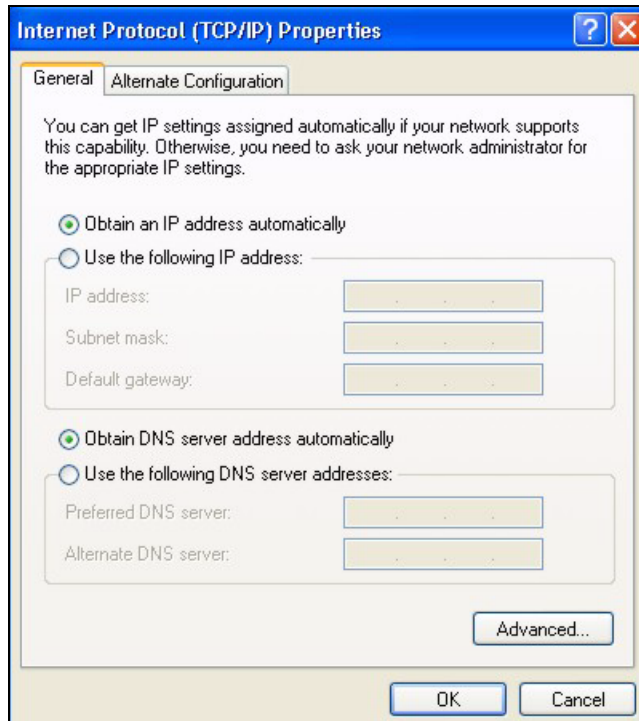 Internet Protocol (TCP/IP) Properties
General
Alternate Configuration
You can get IP settings assigned automatically if your network supports
this capability. Otherwise, you need to ask your network administrator for
the appropriate IP settings.
Obtain an IP address automatically
Use the following IP address:
IP address:
Subnet mask:
Default gateway:
Obtain DNS server address automatically
Use the following DNS server addresses:
Preferred DNS server:
Alternate DNS server:
Advanced...
OK
Cancel